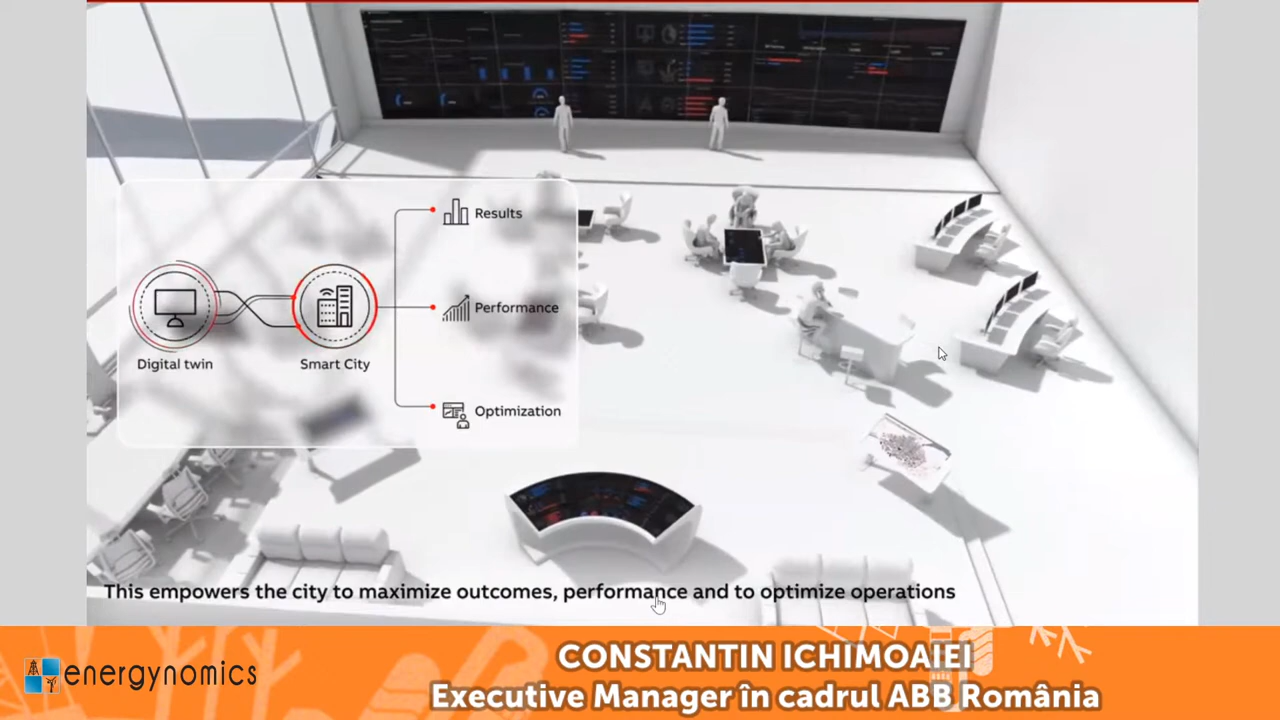 Results
Performance
Digital twin
Smart City
Optimization
This empowers the city to maximize outcomes, performance and to optimize operations
energynomics
CONSTANTIN ICHIMOAIEI
Executive Manager în cadrul ABB România